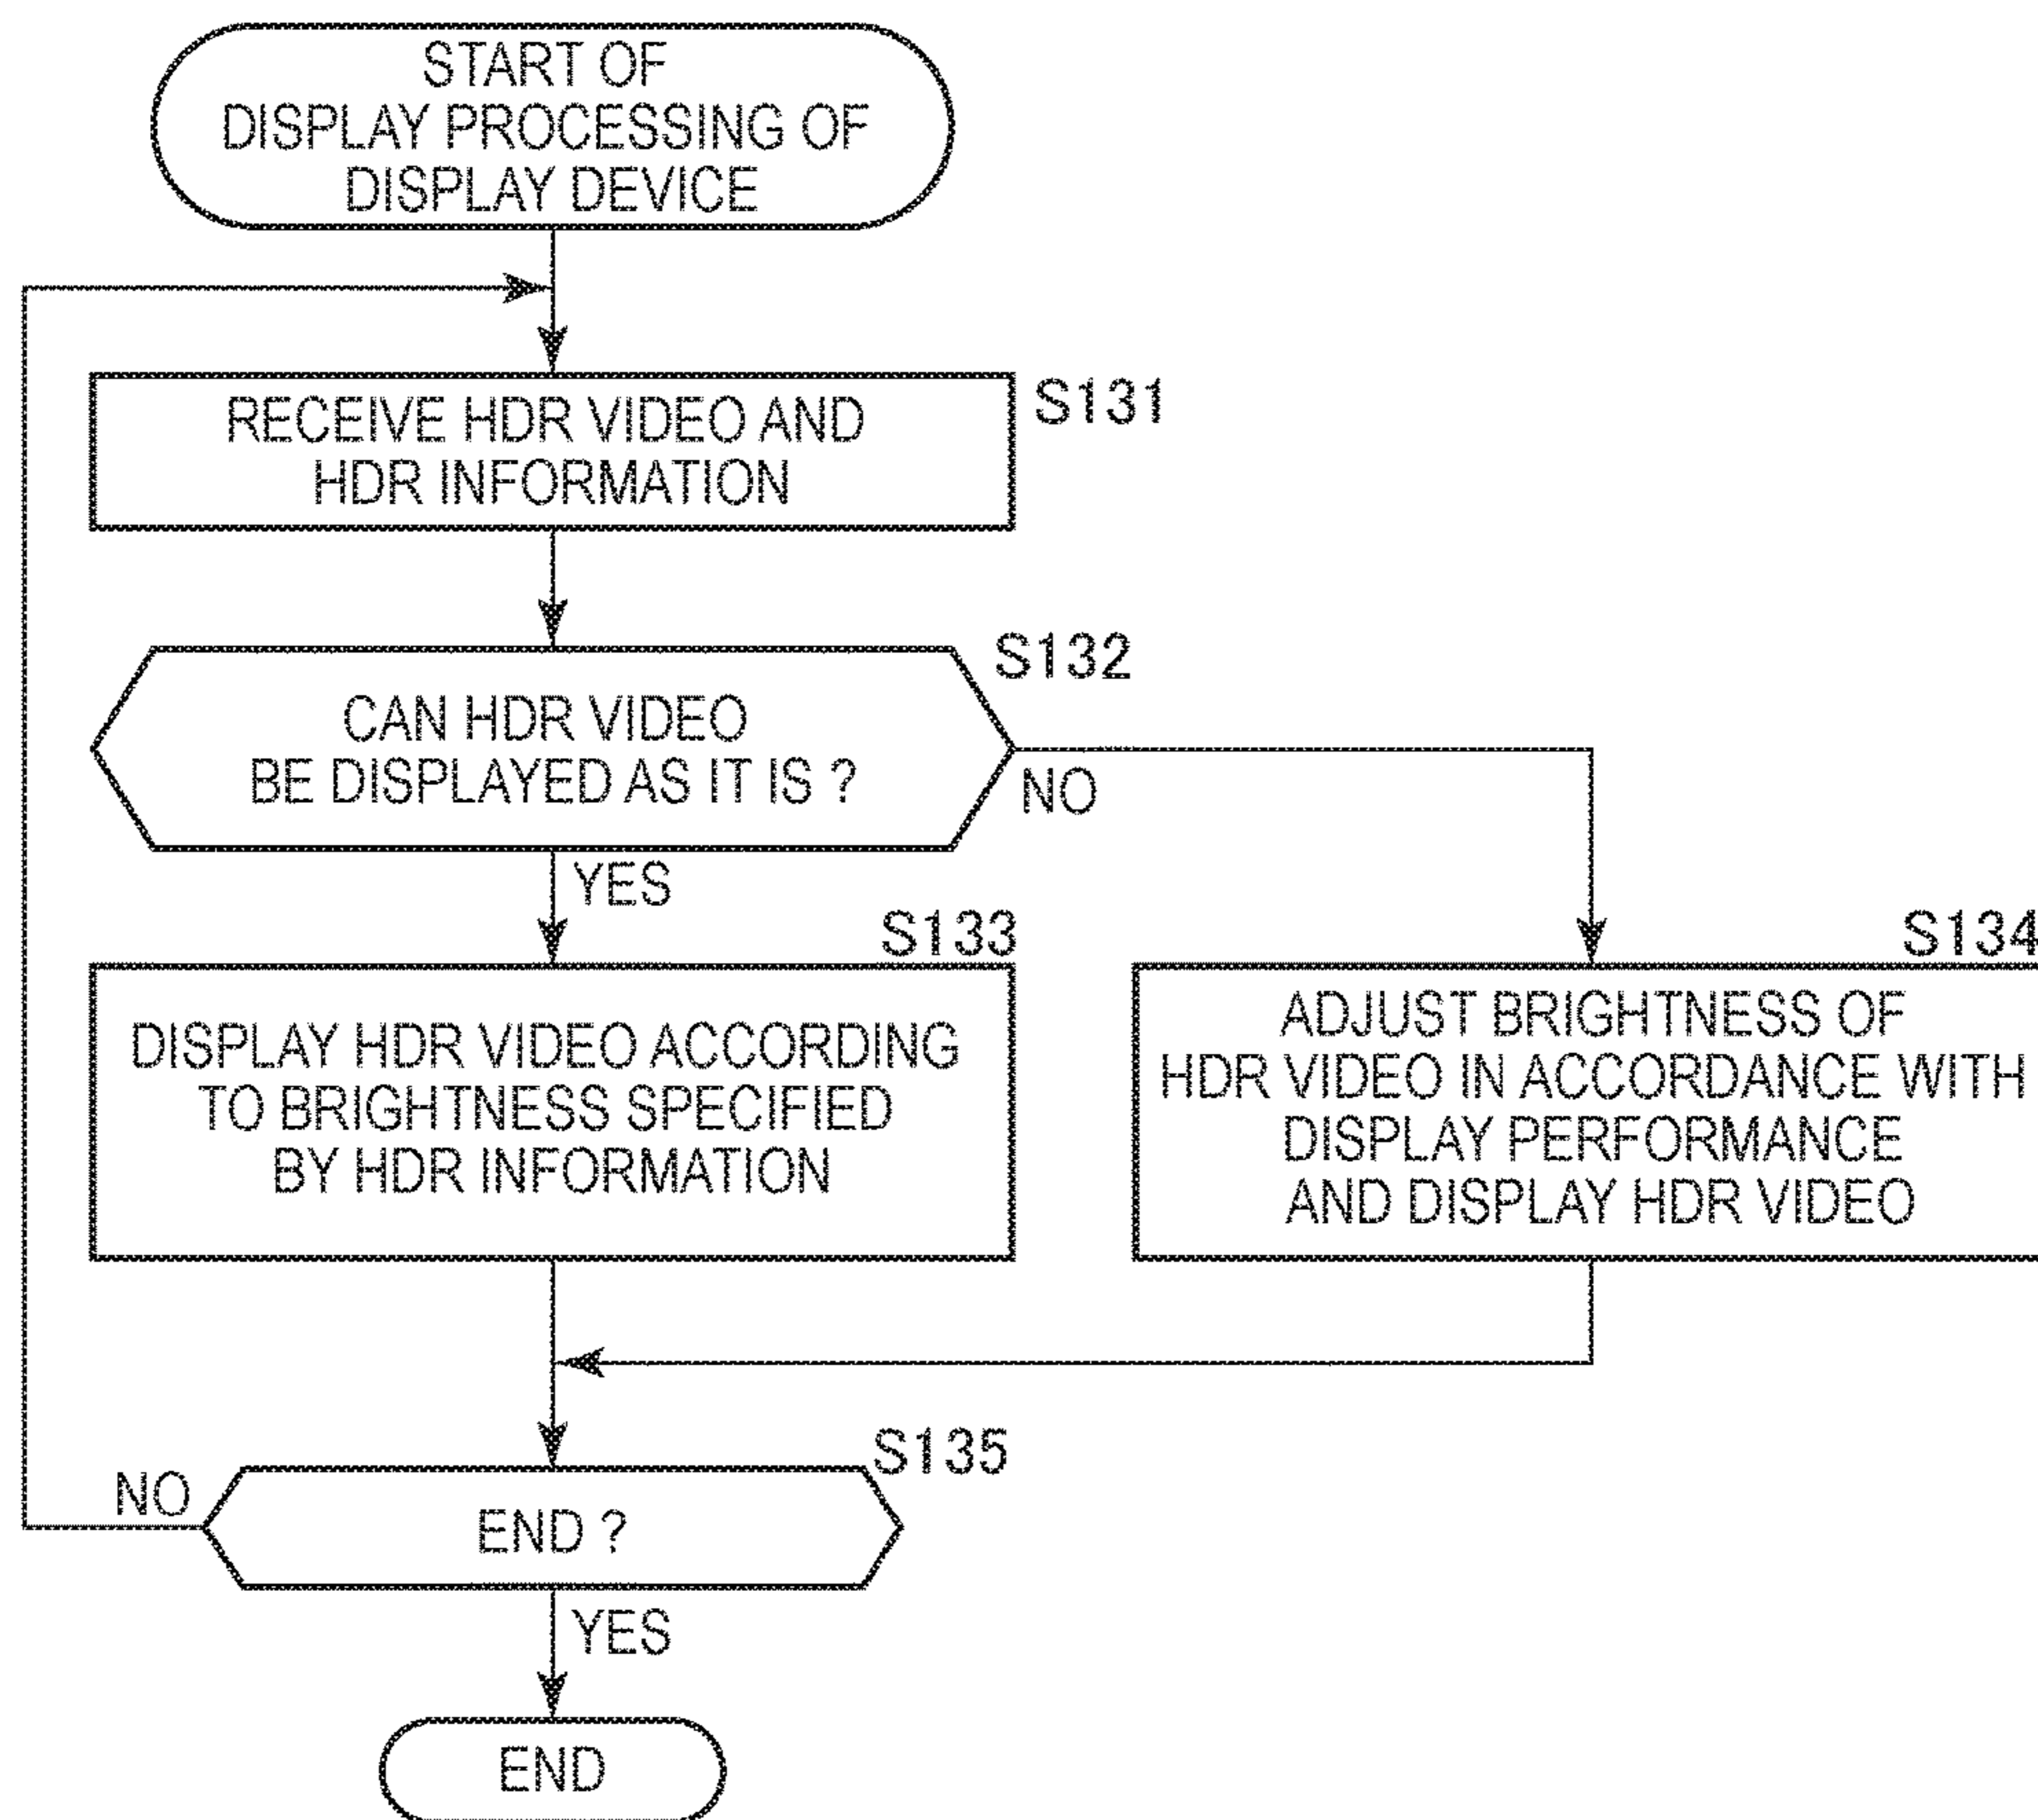 START OF
DISPLAY PROCESSING OF
DISPLAY DEVICE
RECEIVE HDR VIDEO AND
HDR INFORMATION
S131
CAN HDR VIDEO
BE DISPLAYED AS IT IS ?
S132
NO
YES
S133
DISPLAY HDR VIDEO ACCORDING
TO BRIGHTNESS SPECIFIED
BY HDR INFORMATION
S134
ADJUST BRIGHTNESS OF
HDR VIDEO IN ACCORDANCE WITH
DISPLAY PERFORMANCE
AND DISPLAY HDR VIDEO
S135
NO
END ?
YES
END